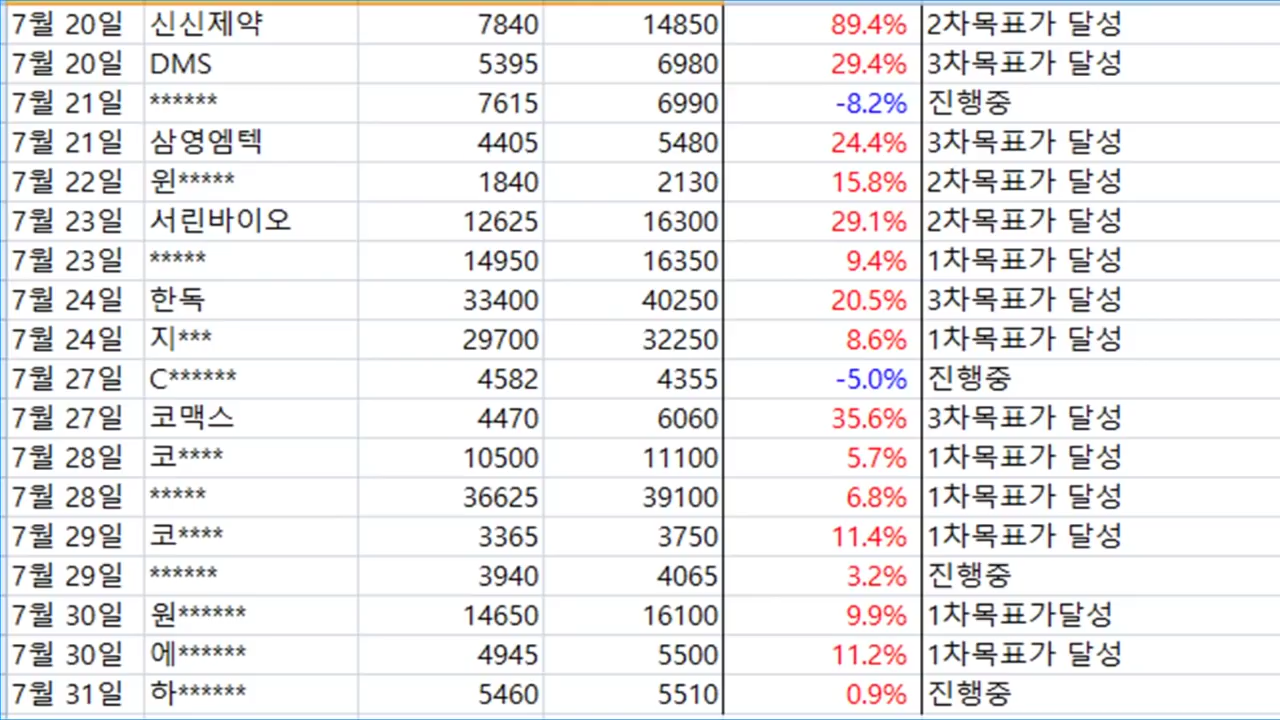 7월 20일 신신제약 7840 14850 89.4% 2차목표가 달성
7월 20일 DMS 5395 6980 29.4% 3차목표가 달성
7월 21일 ****** 7615 6990 -8.2% 진행중
7월 21일 삼영엠텍 4405 5480 24.4% 3차목표가 달성
7월 22일 윈***** 1840 2130 15.8% 2차목표가 달성
7월 23일 서린바이오 12625 16300 29.1% 2차목표가 달성
7월 23일 ***** 14950 16350 9.4% 1차목표가 달성
7월 24일 한독 33400 40250 20.5% 3차목표가 달성
7월 24일 지*** 29700 32250 8.6% 1차목표가 달성
7월 27일 C****** 4582 4355 -5.0% 진행중
7월 27일 코맥스 4470 6060 35.6% 3차목표가 달성
7월 28일 코**** 10500 11100 5.7% 1차목표가 달성
7월 28일 ***** 36625 39100 6.8% 1차목표가 달성
7월 29일 코**** 3365 3750 11.4% 1차목표가 달성
7월 29일 ****** 3940 4065 3.2% 진행중
7월 30일 원****** 14650 16100 9.9% 1차목표가달성
7월 30일 에****** 4945 5500 11.2% 1차목표가 달성
7월 31일 하****** 5460 5510 0.9% 진행중